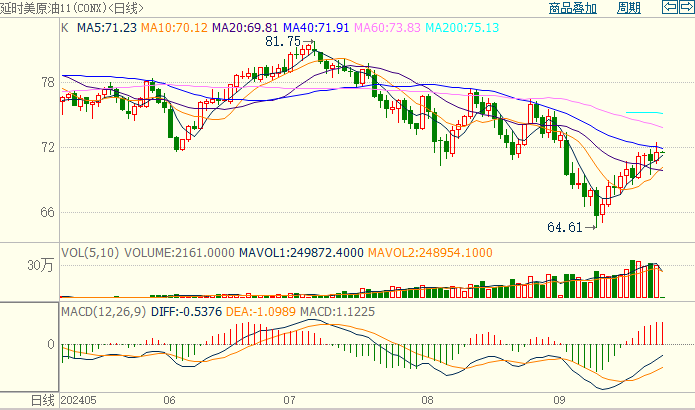 延时美原油11(CONX)<日线> 商品叠加 周期
K MA5:71.23 MA10:70.12 MA20:69.81 MA40:71.91 MA60:73.83 MA200:75.13
81.75
78
72
66
64.61
VOL(5,10) VOLUME:2161.0000 MAVOL1:249872.4000 MAVOL2:248954.1000
30万
MACD(12,26,9) DIFF:-0.5376 DEA:-1.0989 MACD:1.1225
日线 202405 06 07 08 09